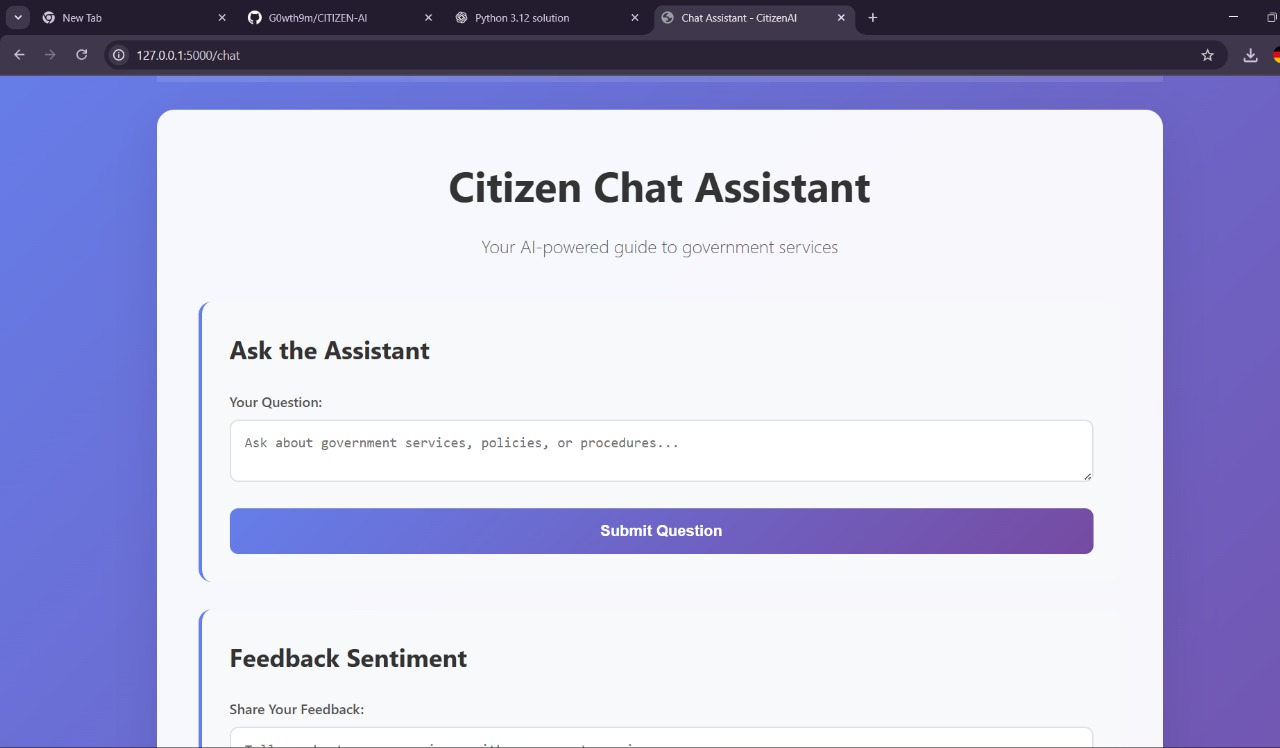 New Tab
G0wth9m/CITIZEN-AI
Python 3.12 solution
Chat Assistant - CitizenAI
127.0.0.1:5000/chat
Citizen Chat Assistant
Your AI-powered guide to government services
Ask the Assistant
Your Question:
Ask about government services, policies, or procedures...
Submit Question
Feedback Sentiment
Share Your Feedback: